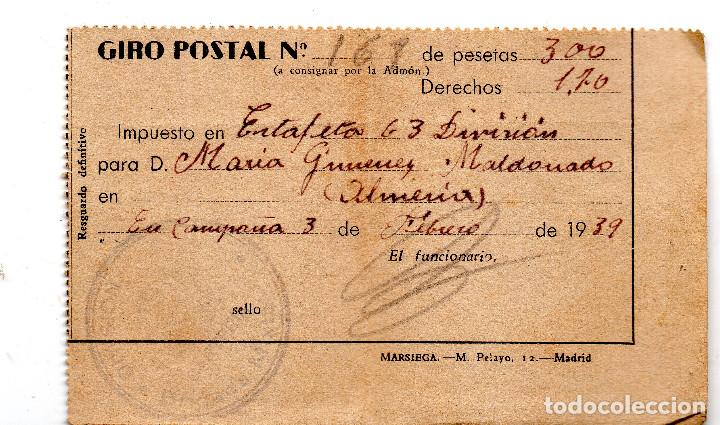 GIRO POSTAL Nº 168 de pesetas 300
(a consignar por la Admón.)
Derechos 1,20
Resguardo definitivo
Impuesto en Estafeta 63 División
para D. Maria Gimenez Maldonado
en (Almeria)
En Campaña 3 de Febrero de 1939
El funcionario,
sello
MARSIEGA.—M. Pelayo, 12.—Madrid
todocoleccion